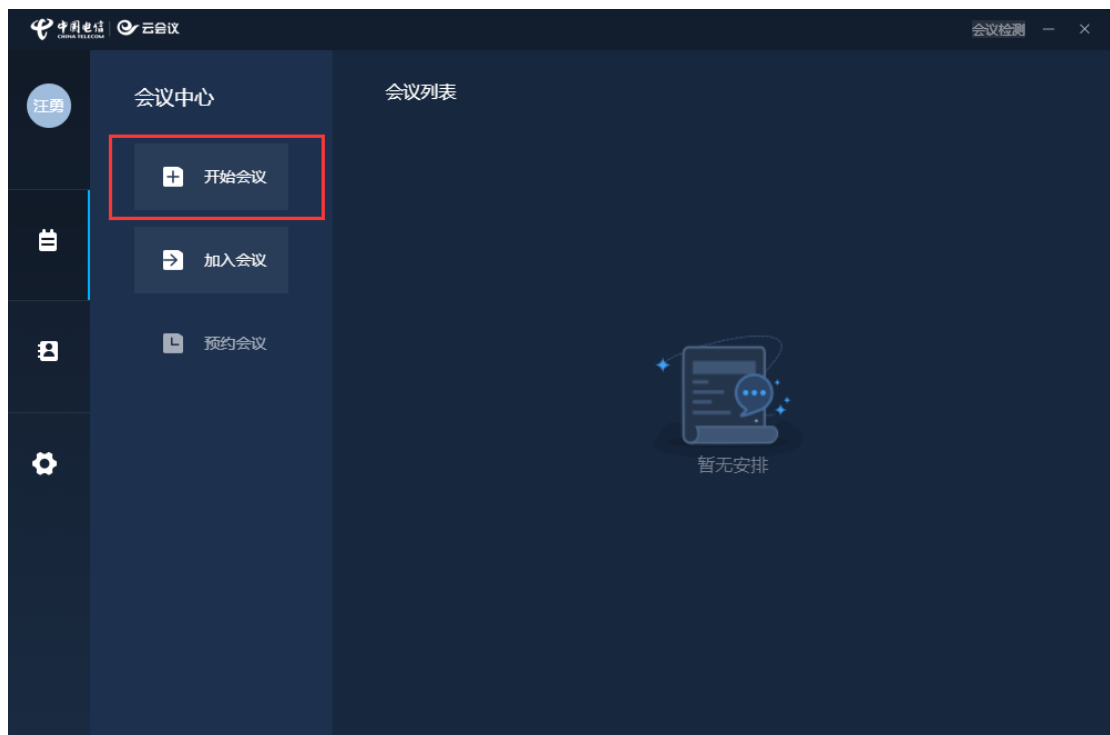 中国电信 CHINA TELECOM 云会议 会议检测
汪勇
会议中心
会议列表
开始会议
加入会议
预约会议
暂无安排